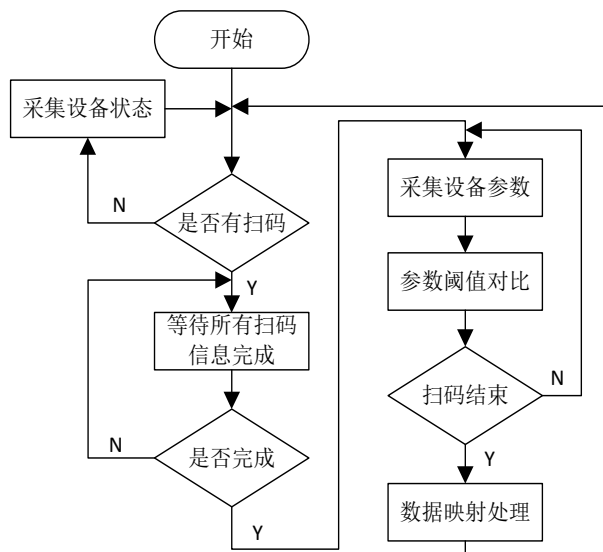 开始
采集设备状态
N
是否有扫码
Y
等待所有扫码
信息完成
N
是否完成
Y
采集设备参数
参数阈值对比
扫码结束
N
Y
数据映射处理